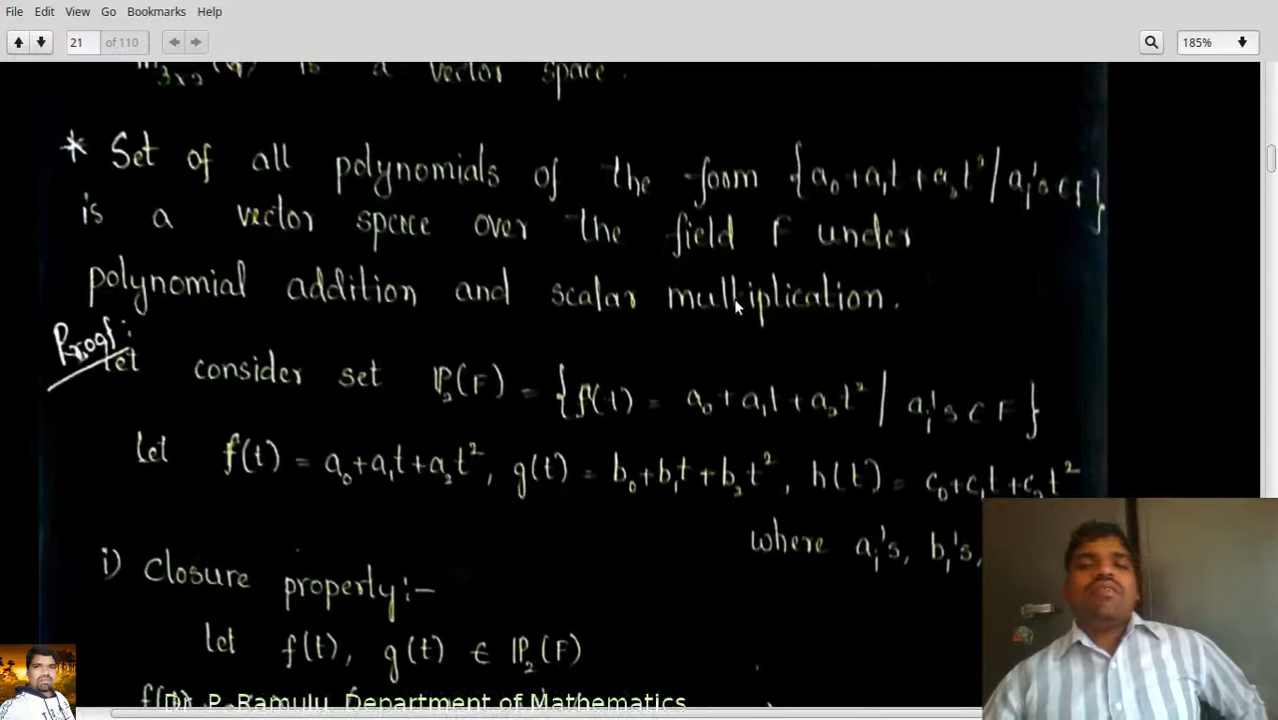 File Edit View Go Bookmarks Help
21 of 110 185%
is a vector space.
* Set of all polynomials of the form {a₀+a₁t+a₂t²/aᵢ's ∈ F}
is a vector space over the field F under
polynomial addition and scalar multiplication.
Proof:
let consider set ℙ₂(F) = {f(t) = a₀+a₁t+a₂t² / aᵢ's ∈ F}
let f(t) = a₀+a₁t+a₂t², g(t) = b₀+b₁t+b₂t², h(t) = c₀+c₁t+c₂t²
where aᵢ's, bᵢ's,
i) Closure property:-
let f(t), g(t) ∈ ℙ₂(F)
Dr. P. Ramulu, Department of Mathematics